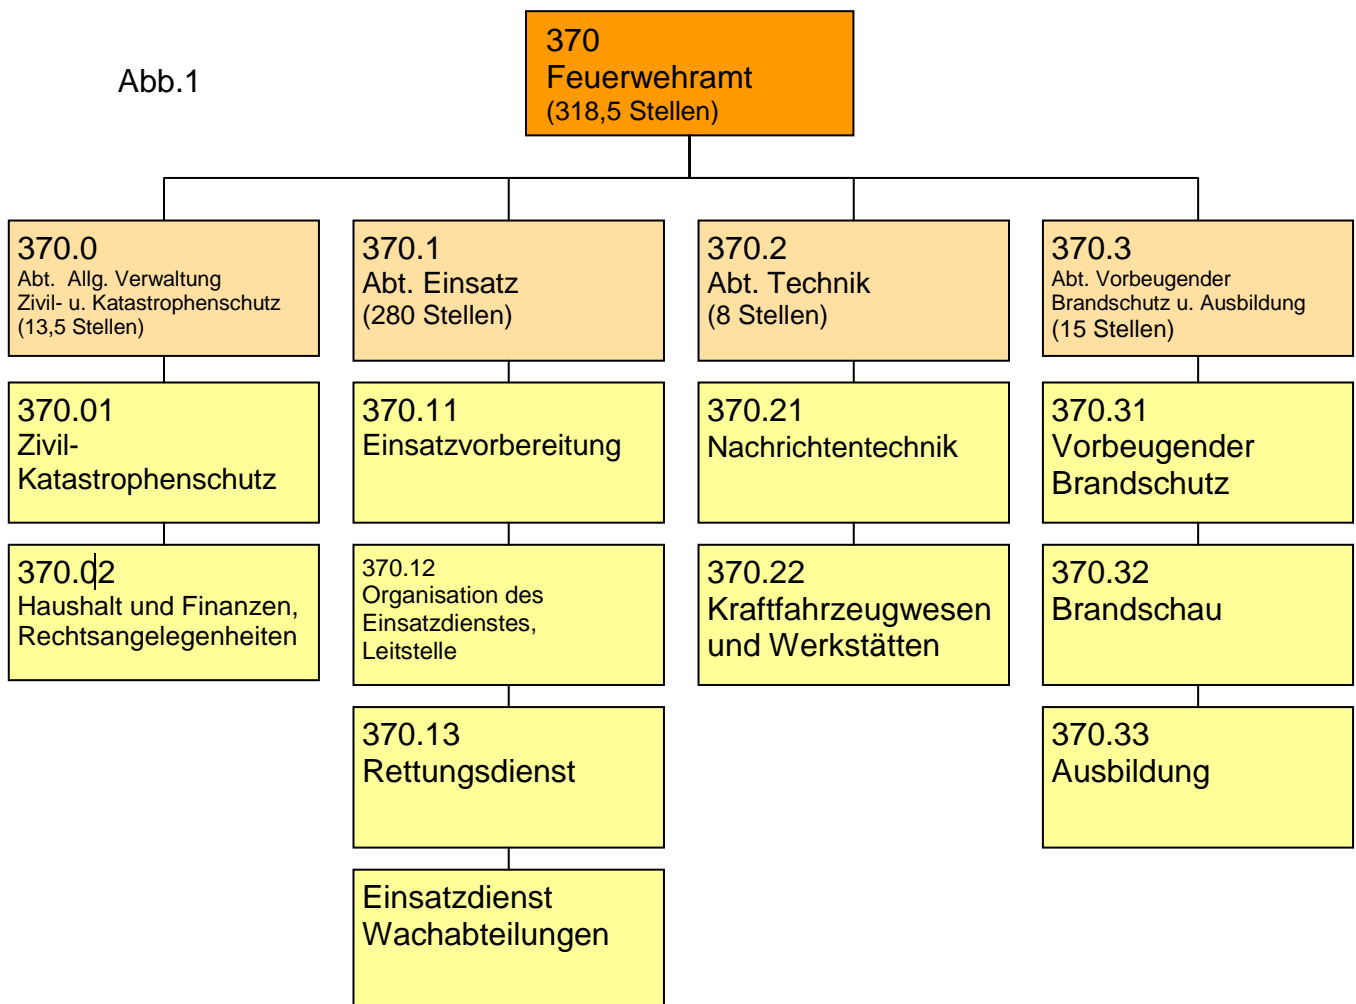 Abb.1
370
Feuerwehramt
(318,5 Stellen)
370.0
Abt. Allg. Verwaltung
Zivil- u. Katastrophenschutz
(13,5 Stellen)
370.1
Abt. Einsatz
(280 Stellen)
370.2
Abt. Technik
(8 Stellen)
370.3
Abt. Vorbeugender
Brandschutz u. Ausbildung
(15 Stellen)
370.01
Zivil-
Katastrophenschutz
370.11
Einsatzvorbereitung
370.21
Nachrichtentechnik
370.31
Vorbeugender
Brandschutz
370.02
Haushalt und Finanzen,
Rechtsangelegenheiten
370.12
Organisation des
Einsatzdienstes,
Leitstelle
370.22
Kraftfahrzeugwesen
und Werkstätten
370.32
Brandschau
370.13
Rettungsdienst
370.33
Ausbildung
Einsatzdienst
Wachabteilungen